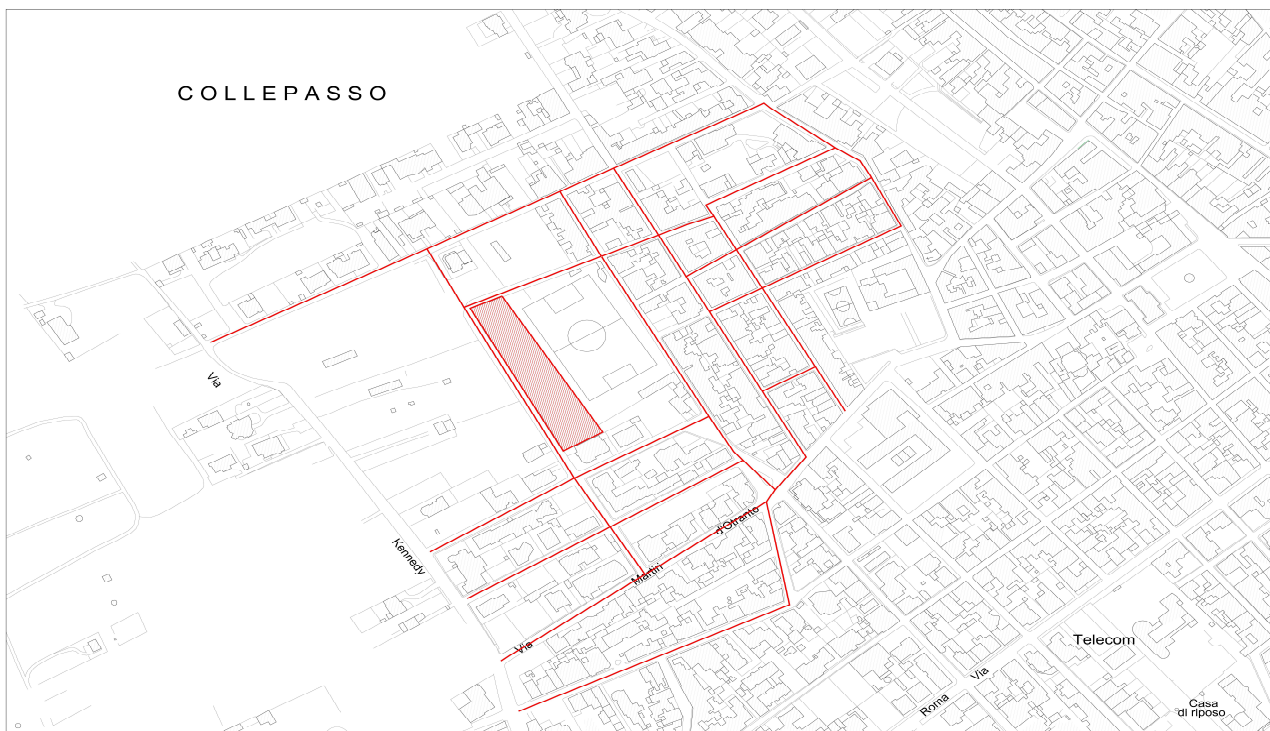 COLLEPASSO
Via
Kennedy
d'Otranto
Martiri
Via
Telecom
Via
Roma
Casa
di riposo